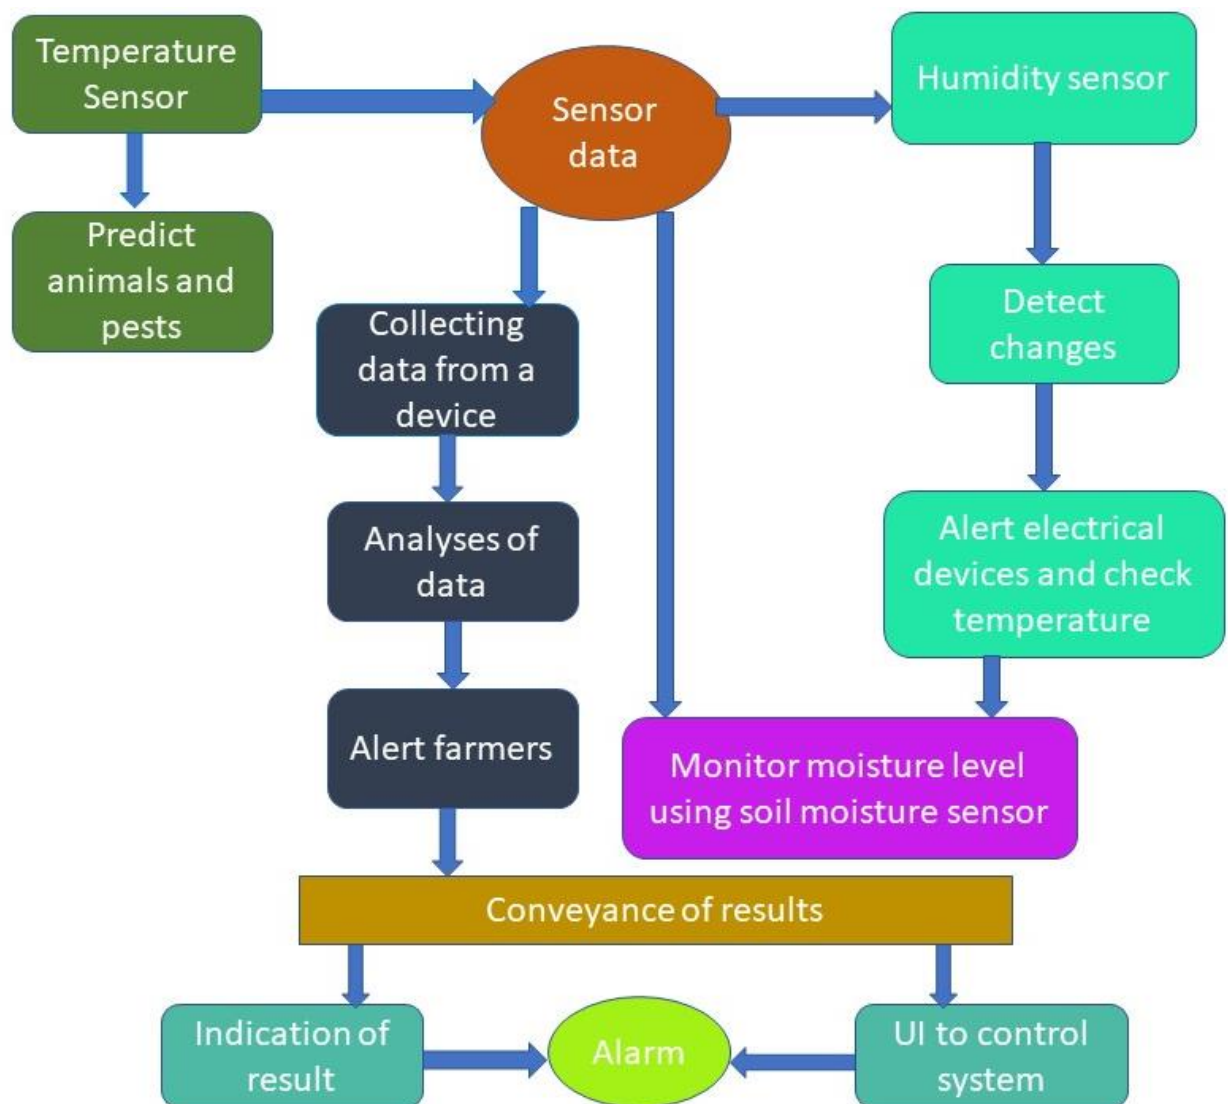 Temperature
Sensor
Sensor
data
Humidity sensor
Predict
animals and
pests
Collecting
data from a
device
Detect
changes
Analyses of
data
Alert electrical
devices and check
temperature
Alert farmers
Monitor moisture level
using soil moisture sensor
Conveyance of results
Indication of
result
Alarm
UI to control
system